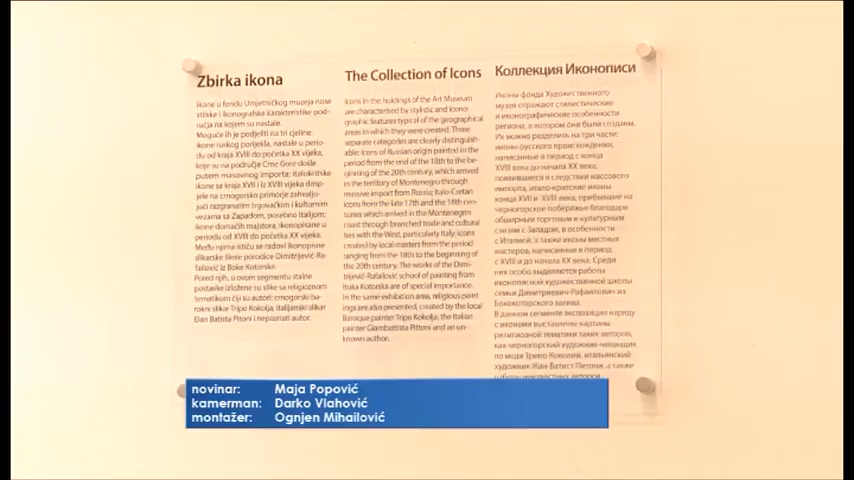 Zbirka ikona
Ikone u fondu Umjetničkog muzeja nose
stilske i ikonografske karakteristike pod-
ručja na kojem su nastale.
Moguće ih je podijeliti na tri cjeline:
ikone ruskog porijekla, nastale u perio-
du od kraja XVIII do početka XX vijeka,
koje su na područje Crne Gore došle
putem masovnog importa; italokritske
ikone sa kraja XVII i iz XVIII vijeka dosp-
jele na crnogorsko primorje zahvalju-
jući razgranatim trgovačkim i kulturnim
vezama sa Zapadom, posebno Italijom;
ikone domaćih majstora, ikonopisane u
periodu od XVIII do početka XX vijeka.
Među njima ističu se radovi ikonopisne
slikarske škole porodice Dimitrijević-Ra-
failović iz Boke Kotorske.
Pored njih, u ovom segmentu stalne
postavke izložene su slike sa religioznom
tematikom čiji su autori: crnogorski ba-
rokni slikar Tripo Kokolja, italijanski slikar
Đan Batista Pitoni i nepoznati autor.
The Collection of Icons
Icons in the holdings of the Art Museum
are characterised by stylistic and icono
graphic features typical of the geographical
areas in which they were created. Three
separate categories are clearly distinguish-
able: icons of Russian origin painted in the
period from the end of the 18th to the be-
ginning of the 20th century, which arrived
in the territory of Montenegro through
massive import from Russia; Italo-Cretan
icons from the late 17th and the 18th cen-
turies which arrived in the Montenegrin
coast through branched trade and cultural
ties with the West, particularly Italy; icons
created by local masters from the period
ranging from the 18th to the beginning of
the 20th century. The works of the Dimi-
trijević-Rafailović school of painting from
Boka Kotorska are of special importance.
In the same exhibition area, religious paint
ings are also presented, created by the local
Baroque painter Tripo Kokolja, the Italian
painter Giambattista Pittoni and an un-
known author.
Коллекция Иконописи
Иконы фонда Художественного
музея отражают стилистические
и иконографические особенности
региона, в котором они были созданы.
Их можно разделить на три части:
иконы русского происхождения,
написанные в период с конца
XVIII века до начала XX века,
появившиеся в следствии массового
импорта, итало-критские иконы
конца XVII и XVIII века, прибывшие на
черногорское побережье благодаря
обширным торговым и культурным
связям с Западом, в особенности
с Италией, а также иконы местных
мастеров, написанные в период
с XVIII и до начала XX века. Среди
них особо выделяются работы
иконописной художественной школы
семьи Димитриевич-Рафаилович из
Бококоторского залива.
В данном сегменте экспозиции наряду
с иконами выставлены картины
религиозной тематики таких авторов,
как черногорский художник-
по моди Трипо Коколий, итальянский
художник Жан-Батист Питони, а также
работы неизвестных авторов.
novinar: Maja Popović
kamerman: Darko Vlahović
montažer: Ognjen Mihailović